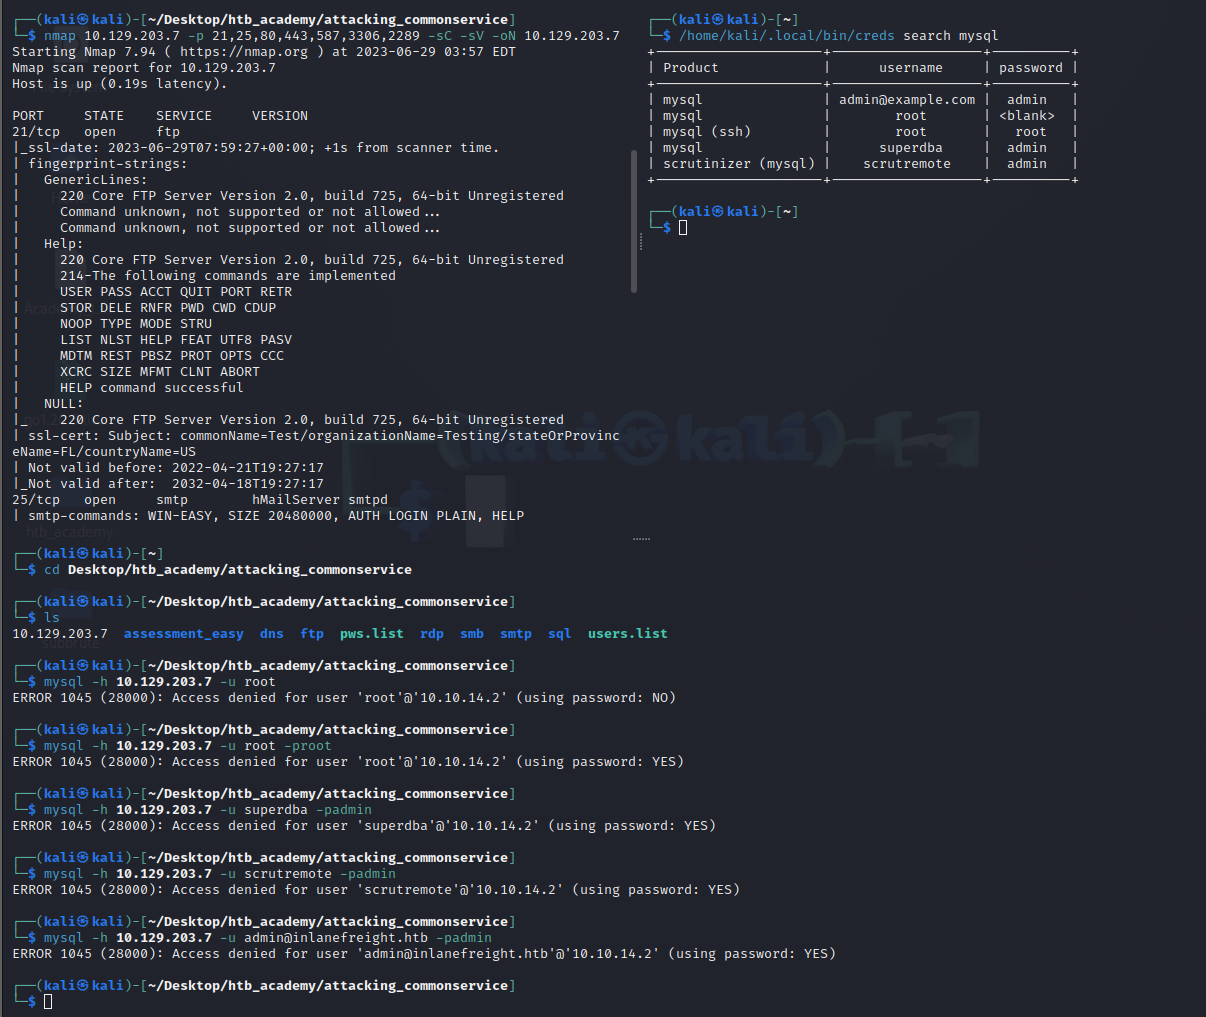 ┌──(kali㉿kali)-[~/Desktop/htb_academy/attacking_commonservice]
└─$ nmap 10.129.203.7 -p 21,25,80,443,587,3306,2289 -sC -sV -oN 10.129.203.7
Starting Nmap 7.94 ( https://nmap.org ) at 2023-06-29 03:57 EDT
Nmap scan report for 10.129.203.7
Host is up (0.19s latency).
PORT     STATE    SERVICE     VERSION
21/tcp   open     ftp
|_ssl-date: 2023-06-29T07:59:27+00:00; +1s from scanner time.
| fingerprint-strings:
|   GenericLines:
|     220 Core FTP Server Version 2.0, build 725, 64-bit Unregistered
|     Command unknown, not supported or not allowed...
|     Command unknown, not supported or not allowed...
|   Help:
|     220 Core FTP Server Version 2.0, build 725, 64-bit Unregistered
|     214-The following commands are implemented
|     USER PASS ACCT QUIT PORT RETR
|     STOR DELE RNFR PWD CWD CDUP
|     NOOP TYPE MODE STRU
|     LIST NLST HELP FEAT UTF8 PASV
|     MDTM REST PBSZ PROT OPTS CCC
|     XCRC SIZE MFMT CLNT ABORT
|     HELP command successful
|   NULL:
|_    220 Core FTP Server Version 2.0, build 725, 64-bit Unregistered
| ssl-cert: Subject: commonName=Test/organizationName=Testing/stateOrProvinc
eName=FL/countryName=US
| Not valid before: 2022-04-21T19:27:17
|_Not valid after:  2032-04-18T19:27:17
25/tcp   open     smtp        hMailServer smtpd
| smtp-commands: WIN-EASY, SIZE 20480000, AUTH LOGIN PLAIN, HELP
┌──(kali㉿kali)-[~]
└─$ /home/kali/.local/bin/creds search mysql
| Product | username | password |
| mysql | admin@example.com | admin |
| mysql | root | <blank> |
| mysql (ssh) | root | root |
| mysql | superdba | admin |
| scrutinizer (mysql) | scrutremote | admin |
┌──(kali㉿kali)-[~]
└─$
┌──(kali㉿kali)-[~]
└─$ cd Desktop/htb_academy/attacking_commonservice
┌──(kali㉿kali)-[~/Desktop/htb_academy/attacking_commonservice]
└─$ ls
10.129.203.7  assessment_easy  dns  ftp  pws.list  rdp  smb  smtp  sql  users.list
┌──(kali㉿kali)-[~/Desktop/htb_academy/attacking_commonservice]
└─$ mysql -h 10.129.203.7 -u root
ERROR 1045 (28000): Access denied for user 'root'@'10.10.14.2' (using password: NO)
┌──(kali㉿kali)-[~/Desktop/htb_academy/attacking_commonservice]
└─$ mysql -h 10.129.203.7 -u root -proot
ERROR 1045 (28000): Access denied for user 'root'@'10.10.14.2' (using password: YES)
┌──(kali㉿kali)-[~/Desktop/htb_academy/attacking_commonservice]
└─$ mysql -h 10.129.203.7 -u superdba -padmin
ERROR 1045 (28000): Access denied for user 'superdba'@'10.10.14.2' (using password: YES)
┌──(kali㉿kali)-[~/Desktop/htb_academy/attacking_commonservice]
└─$ mysql -h 10.129.203.7 -u scrutremote -padmin
ERROR 1045 (28000): Access denied for user 'scrutremote'@'10.10.14.2' (using password: YES)
┌──(kali㉿kali)-[~/Desktop/htb_academy/attacking_commonservice]
└─$ mysql -h 10.129.203.7 -u admin@inlanefreight.htb -padmin
ERROR 1045 (28000): Access denied for user 'admin@inlanefreight.htb'@'10.10.14.2' (using password: YES)
┌──(kali㉿kali)-[~/Desktop/htb_academy/attacking_commonservice]
└─$
(kali㉿kali)-[~]
$
htb_academy